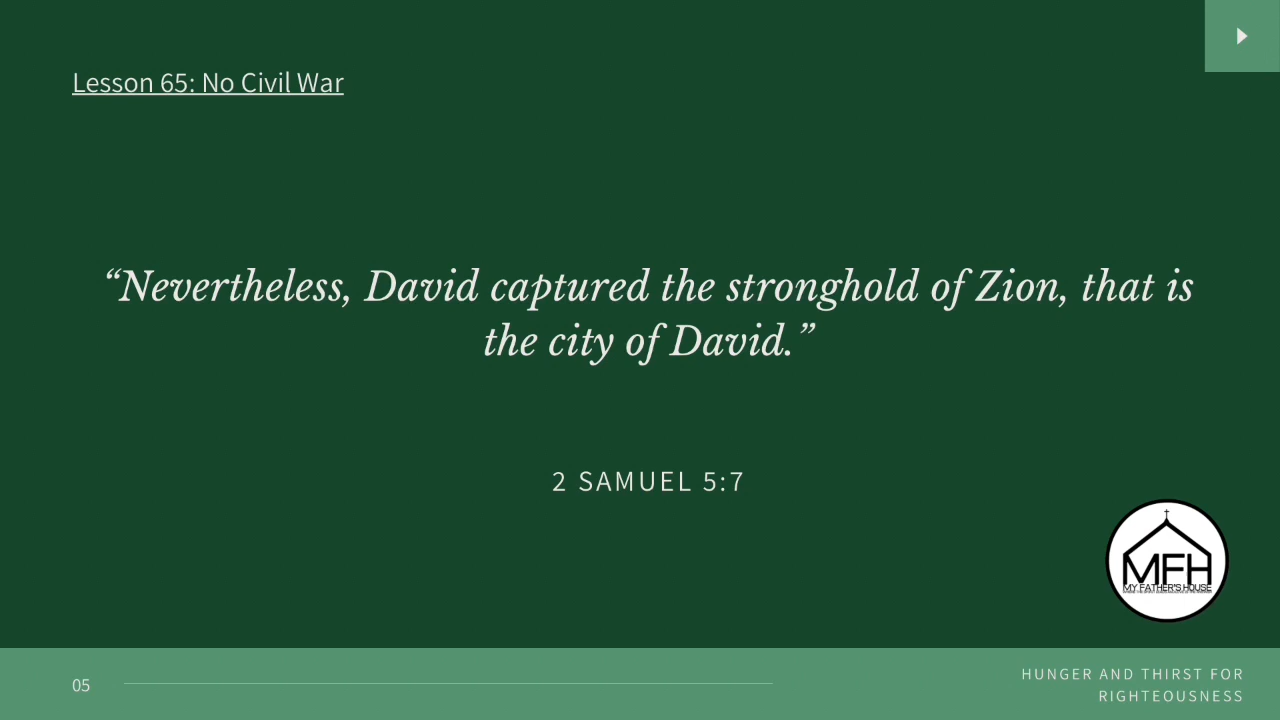 Lesson 65: No Civil War
“Nevertheless, David captured the stronghold of Zion, that is
the city of David.”
2 SAMUEL 5:7
MFH
MY FATHER'S HOUSE
05
HUNGER AND THIRST FOR
RIGHTEOUSNESS